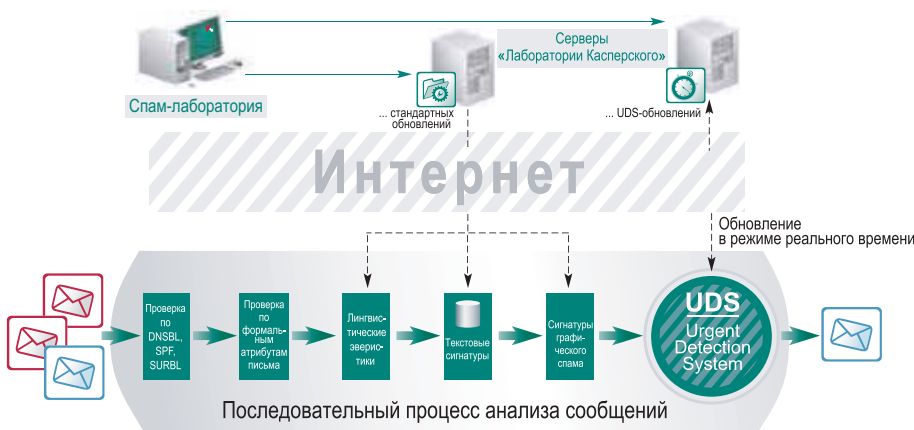 Серверы
«Лаборатории Касперского»
Спам-лаборатория
... стандартных
обновлений
... UDS-обновлений
Интернет
Обновление
в режиме реального времени
Проверка
по
DNSBL,
SPF,
SURBL
Проверка
по
формаль-
ным
атрибутам
письма
Лингвис-
тические
эврис-
тики
Текстовые
сигнатуры
Сигнатуры
графи-
ческого
спама
UDS
Urgent
Detection
System
Последовательный процесс анализа сообщений